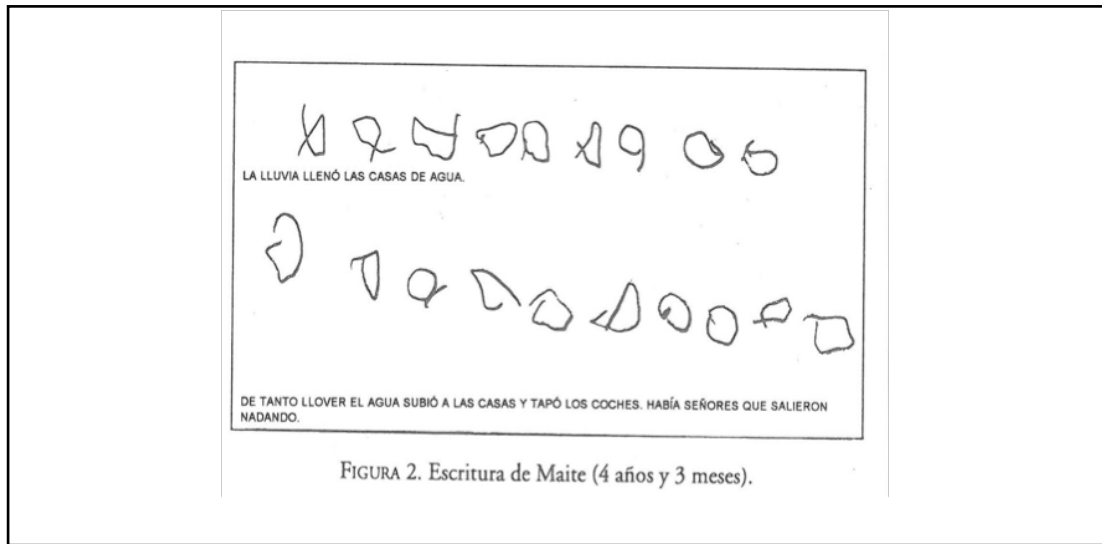 LA LLUVIA LLENÓ LAS CASAS DE AGUA.
DE TANTO LLOVER EL AGUA SUBIÓ A LAS CASAS Y TAPÓ LOS COCHES. HABÍA SEÑORES QUE SALIERON
NADANDO.
FIGURA 2. Escritura de Maite (4 años y 3 meses).